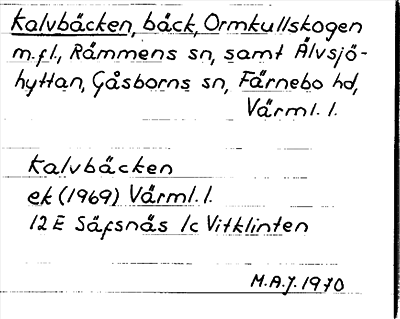 Kalvbäcken, bäck, Ormkullskogen
m.fl., Råmmens sn, samt Älvsjö-
hyttan, Gåsborns sn, Färnebo hd,
Värml. l.
Kalvbäcken
ek (1969) Värml. l.
12 E Säfsnäs 1c Vitklinten
M.A.J. 1970